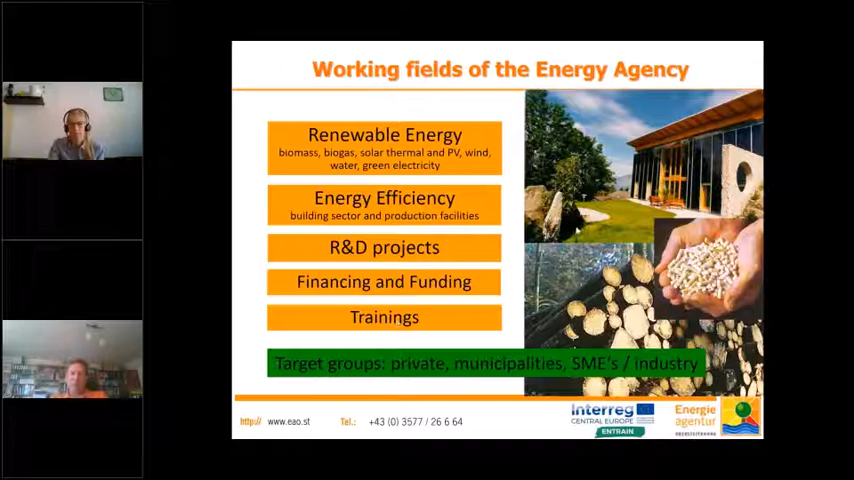 Working fields of the Energy Agency
Renewable Energy
biomass, biogas, solar thermal and PV, wind,
water, green electricity
Energy Efficiency
building sector and production facilities
R&D projects
Financing and Funding
Trainings
Target groups: private, municipalities, SME's / industry
http:// www.eao.st Tel.: +43 (0) 3577 / 26 6 64
Interreg
CENTRAL EUROPE
ENTRAIN
Energie
agentur